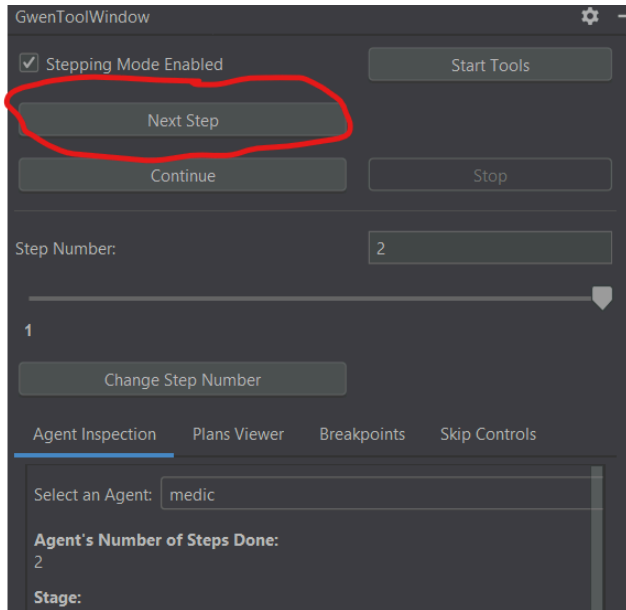 GwenToolWindow
Stepping Mode Enabled Start Tools
Next Step
Continue Stop
Step Number: 2
1
Change Step Number
Agent Inspection Plans Viewer Breakpoints Skip Controls
Select an Agent: medic
Agent's Number of Steps Done:
2
Stage: